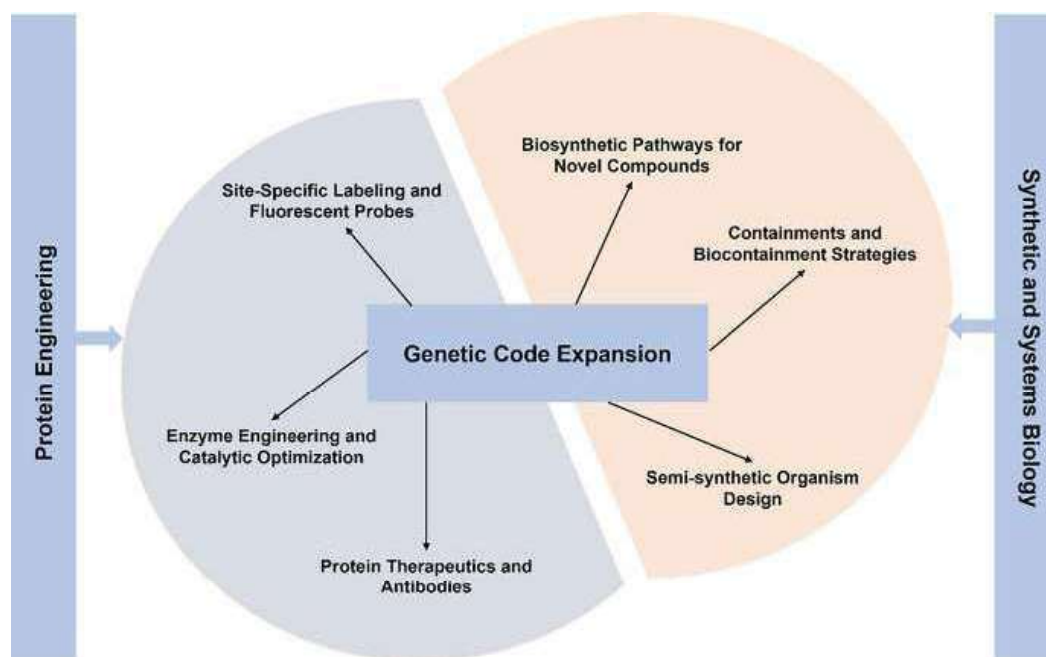 Protein Engineering
Site-Specific Labeling and
Fluorescent Probes
Enzyme Engineering and
Catalytic Optimization
Protein Therapeutics and
Antibodies
Genetic Code Expansion
Biosynthetic Pathways for
Novel Compounds
Containments and
Biocontainment Strategies
Semi-synthetic Organism
Design
Synthetic and Systems Biology